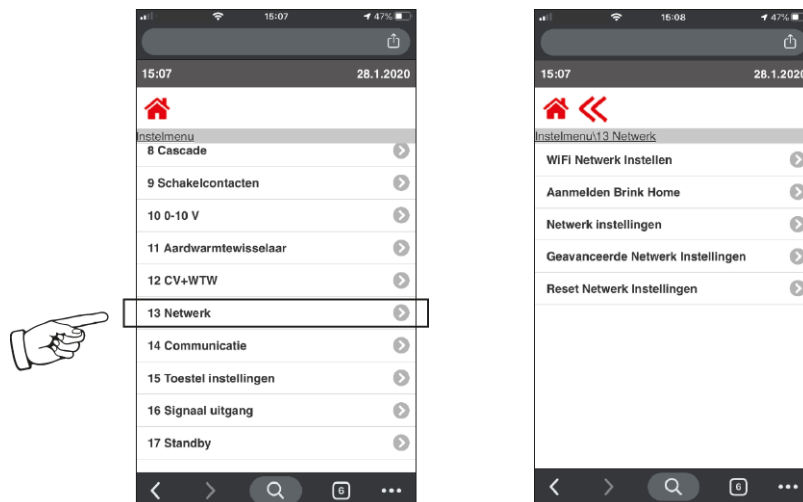 15:07
47%
15:07
28.1.2020
Instelmenu
8 Cascade
9 Schakelcontacten
10 0-10 V
11 Aardwarmtewisselaar
12 CV+WTW
13 Netwerk
14 Communicatie
15 Toestel instellingen
16 Signaal uitgang
17 Standby
6
15:08
47%
15:07
28.1.2020
Instelmenu\13 Netwerk
WiFi Netwerk Instellen
Aanmelden Brink Home
Netwerk instellingen
Geavanceerde Netwerk Instellingen
Reset Netwerk Instellingen
6